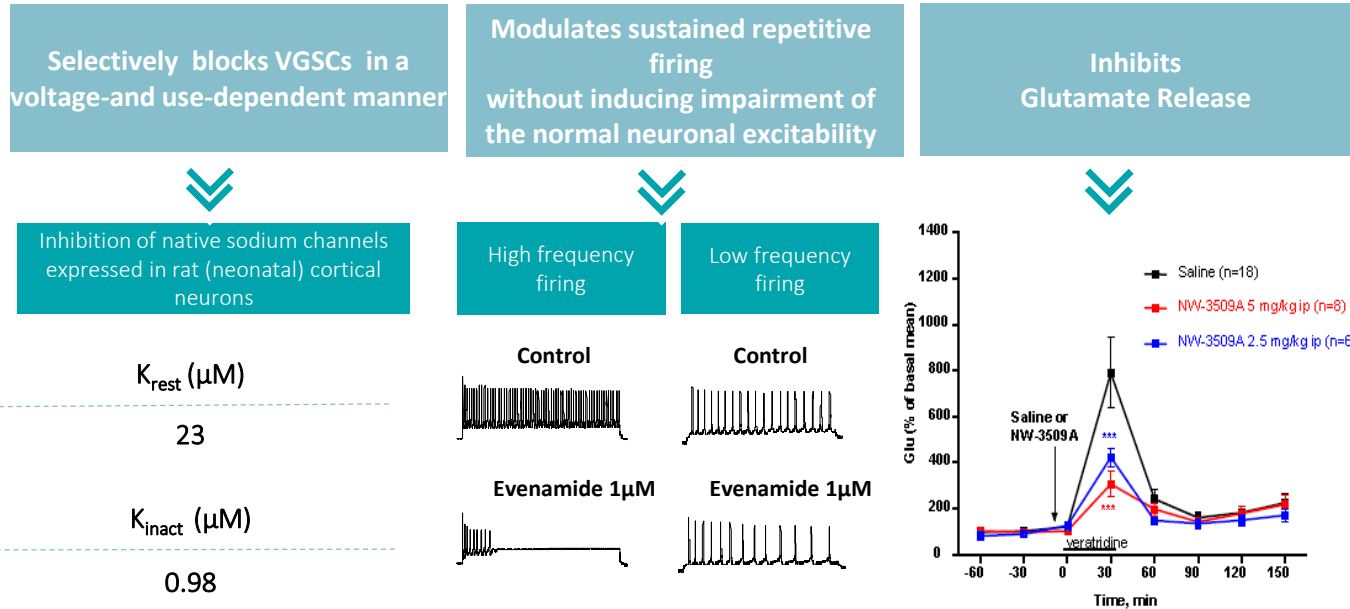 Selectively blocks VGSCs in a
voltage-and use-dependent manner
Modulates sustained repetitive
firing
without inducing impairment of
the normal neuronal excitability
Inhibits
Glutamate Release
Inhibition of native sodium channels
expressed in rat (neonatal) cortical
neurons
High frequency
firing
Low frequency
firing
K_rest (µM)
23
K_inact (µM)
0.98
Control
Control
Evenamide 1µM
Evenamide 1µM
Glu (% of basal mean)
1400
1200
1000
800
600
400
200
0
Saline (n=18)
NW-3509A 5 mg/kg ip (n=8)
NW-3509A 2.5 mg/kg ip (n=6
Saline or
NW-3509A
***
***
veratridine
-60 -30 0 30 60 90 120 150
Time, min